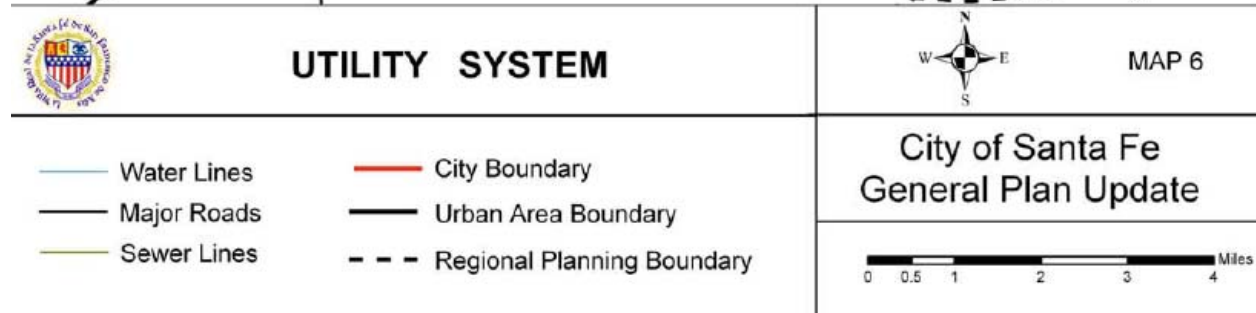 UTILITY SYSTEM
N
W E
S
MAP 6
Water Lines
Major Roads
Sewer Lines
City Boundary
Urban Area Boundary
Regional Planning Boundary
City of Santa Fe
General Plan Update
Miles
0 0.5 1 2 3 4